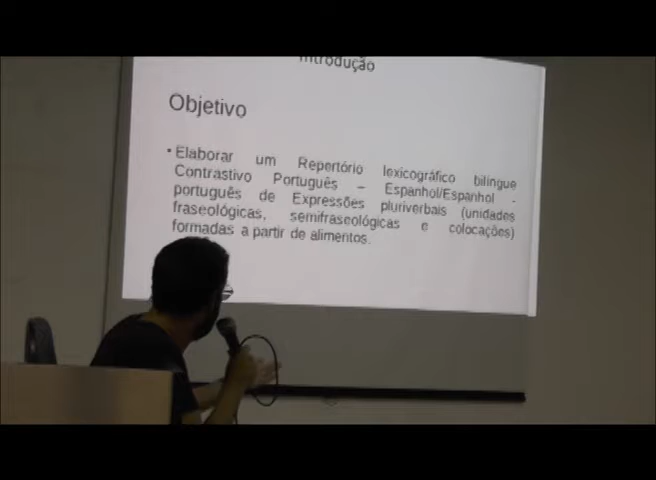 Introdução
Objetivo
• Elaborar um Repertório lexicográfico bilíngue
Contrastivo Português – Espanhol/Espanhol -
português de Expressões pluriverbais (unidades
fraseológicas, semifraseológicas e colocações)
formadas a partir de alimentos.